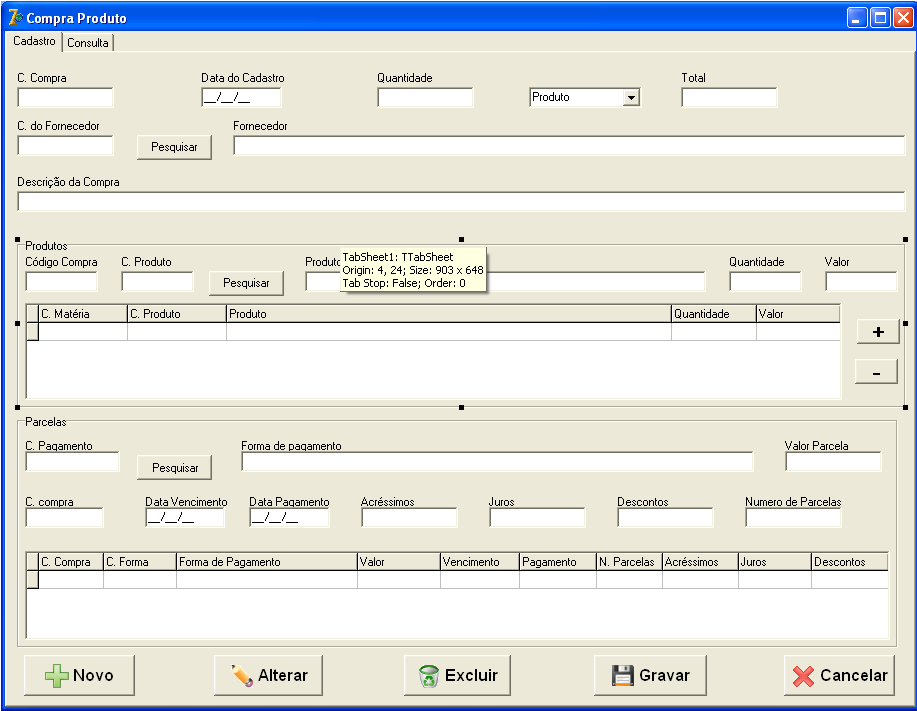 Compra Produto
Cadastro Consulta
C. Compra Data do Cadastro Quantidade Total
__/__/__ Produto
C. do Fornecedor Fornecedor
Pesquisar
Descrição da Compra
Produtos
Código Compra C. Produto Produto Quantidade Valor
TabSheet1: TTabSheet
Origin: 4, 24; Size: 903 x 648
Tab Stop: False; Order: 0
Pesquisar
C. Matéria C. Produto Produto Quantidade Valor
+
-
Parcelas
C. Pagamento Forma de pagamento Valor Parcela
Pesquisar
C. compra Data Vencimento Data Pagamento Acréssimos Juros Descontos Numero de Parcelas
__/__/__ __/__/__
C. Compra C. Forma Forma de Pagamento Valor Vencimento Pagamento N. Parcelas Acréssimos Juros Descontos
Novo Alterar Excluir Gravar Cancelar